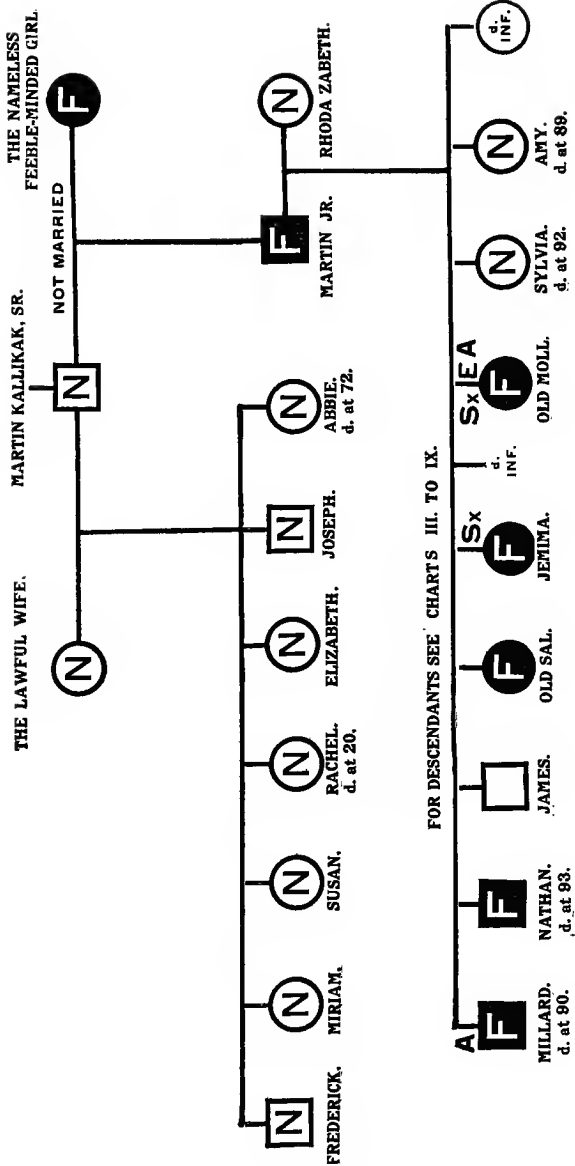 MARTIN KALLIKAK, SR.
THE NAMELESS
FEEBLE-MINDED GIRL.
THE LAWFUL WIFE.
N
N
NOT MARRIED
F
N
FREDERICK.
N
MIRIAM.
N
SUSAN.
N
RACHEL.
d. at 20.
N
ELIZABETH.
N
JOSEPH.
N
ABBIE.
d. at 72.
F
MARTIN JR.
N
RHODA ZABETH.
FOR DESCENDANTS SEE' CHARTS III. TO IX.
A
F
MILLARD.
d. at 90.
F
NATHAN.
d. at 93.
JAMES.
F
OLD SAL.
Sx
F
JEMIMA.
d.
INF.
Sx E A
F
OLD MOLL.
N
SYLVIA.
d. at 92.
N
AMY.
d. at 89.
d.
INF.